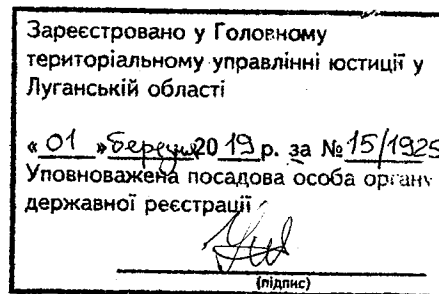 Зареєстровано у Головному
територіальному управлінні юстиції у
Луганській області
«01» березня 2019 р. за № 15/1925
Уповноважена посадова особа органу
державної реєстрації
(підпис)